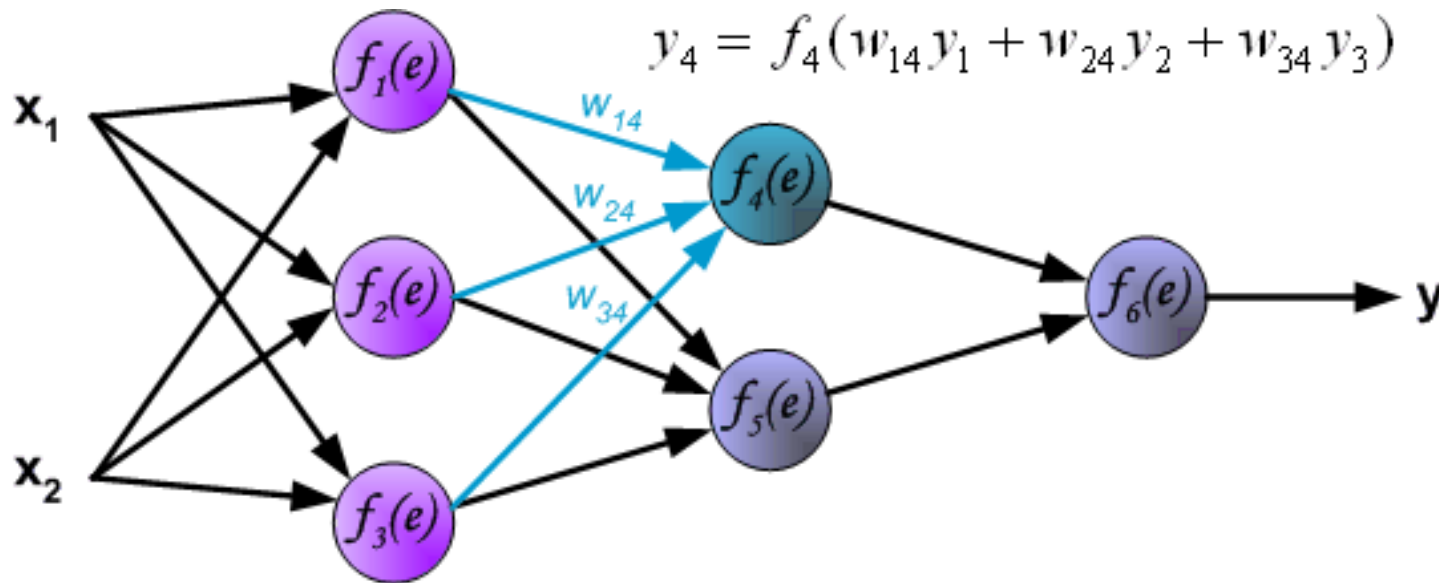 y₄ = f₄(w₁₄y₁ + w₂₄y₂ + w₃₄y₃)
f₁(e)
x₁
w₁₄
f₄(e)
w₂₄
f₂(e)
w₃₄
f₆(e)
y
f₅(e)
x₂
f₃(e)